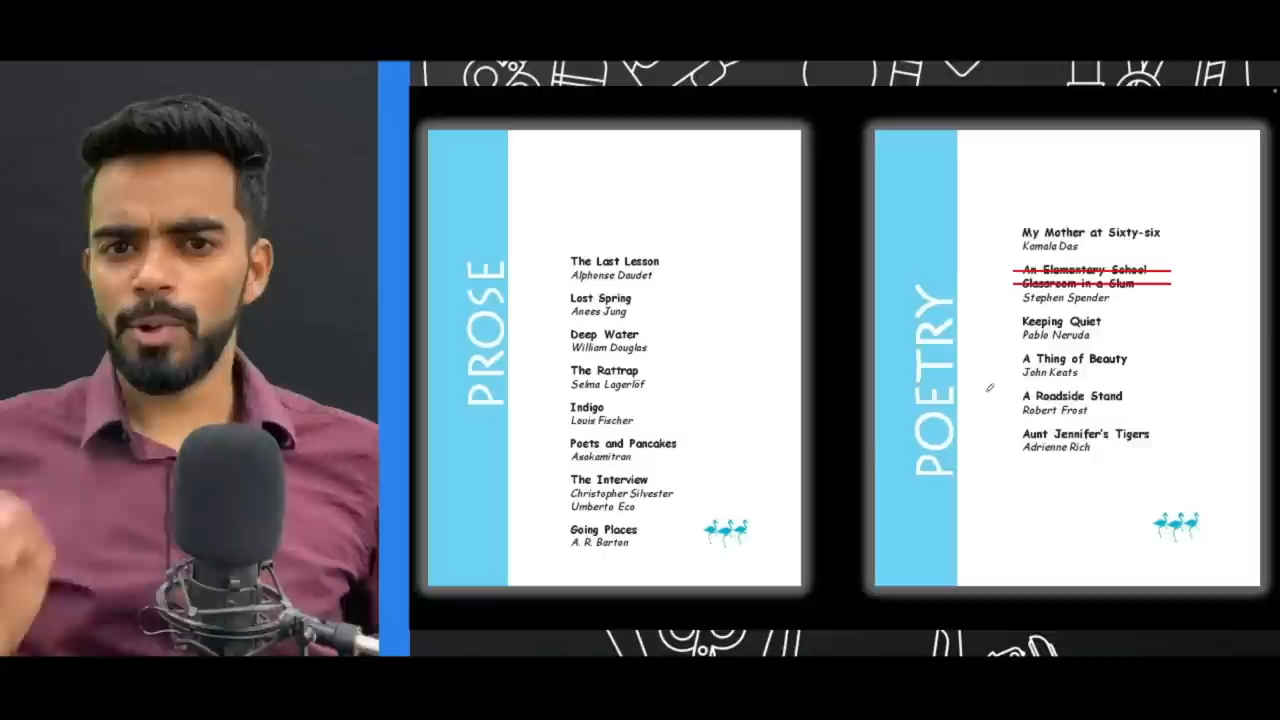 PROSE
The Last Lesson
Alphonse Daudet
Lost Spring
Anees Jung
Deep Water
William Douglas
The Rattrap
Selma Lagerlöf
Indigo
Louis Fischer
Poets and Pancakes
Asokamitran
The Interview
Christopher Silvester
Umberto Eco
Going Places
A. R. Barton
POETRY
My Mother at Sixty-six
Kamala Das
An Elementary School
Classroom in a Slum
Stephen Spender
Keeping Quiet
Pablo Neruda
A Thing of Beauty
John Keats
A Roadside Stand
Robert Frost
Aunt Jennifer's Tigers
Adrienne Rich